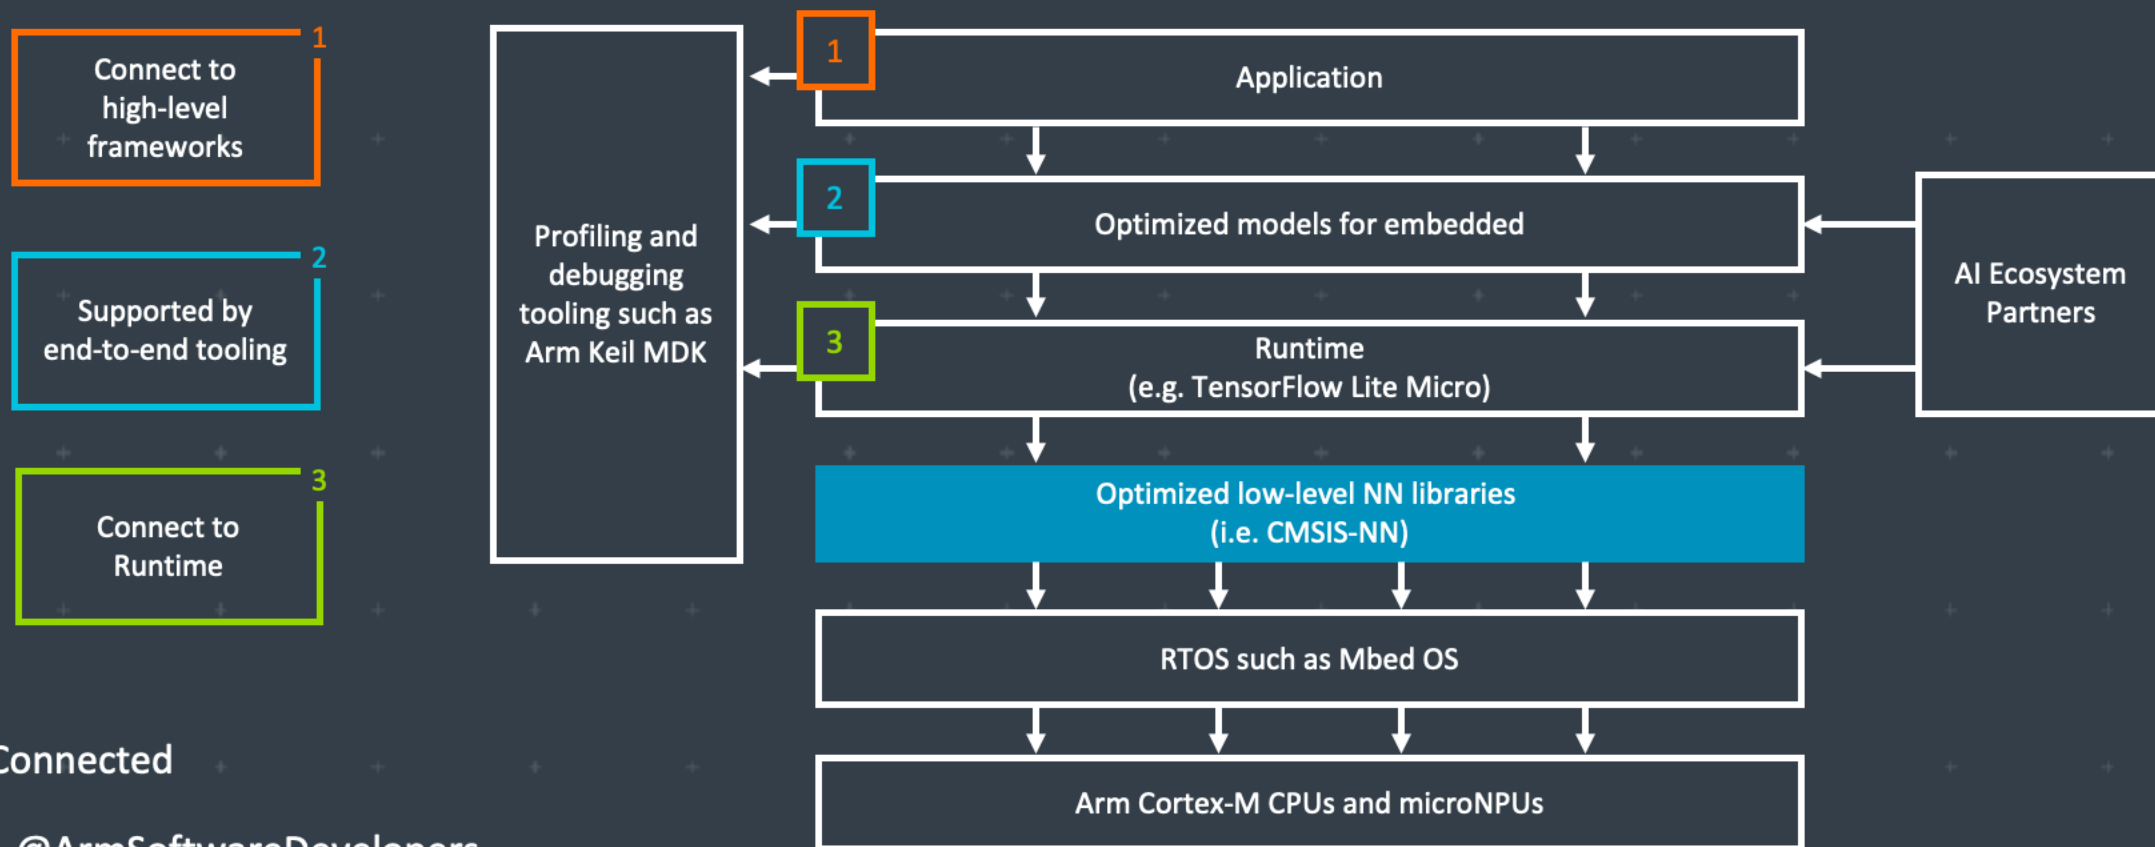 1
Connect to
high-level
frameworks
2
Supported by
end-to-end tooling
3
Connect to
Runtime
Profiling and
debugging
tooling such as
Arm Keil MDK
1
Application
2
Optimized models for embedded
3
Runtime
(e.g. TensorFlow Lite Micro)
Optimized low-level NN libraries
(i.e. CMSIS-NN)
RTOS such as Mbed OS
Arm Cortex-M CPUs and microNPUs
AI Ecosystem
Partners
Connected
@ArmSoftwareDevelopers